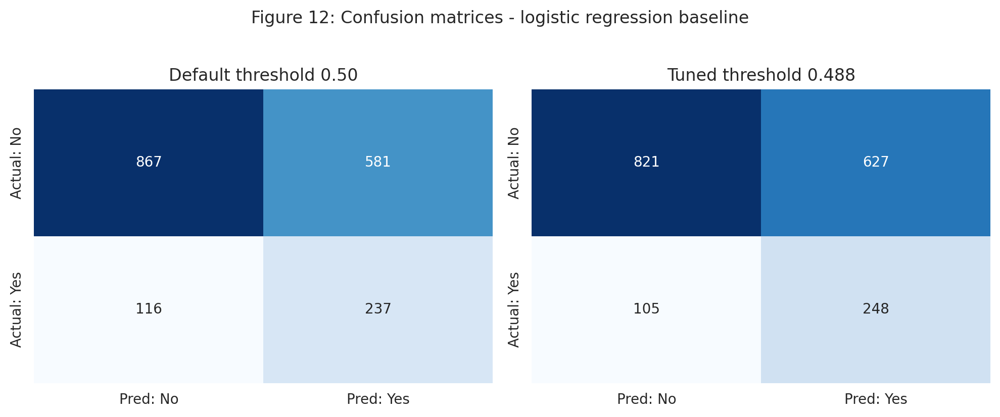 Figure 12: Confusion matrices - logistic regression baseline
Default threshold 0.50
Actual: No
867
581
Actual: Yes
116
237
Pred: No
Pred: Yes
Tuned threshold 0.488
Actual: No
821
627
Actual: Yes
105
248
Pred: No
Pred: Yes